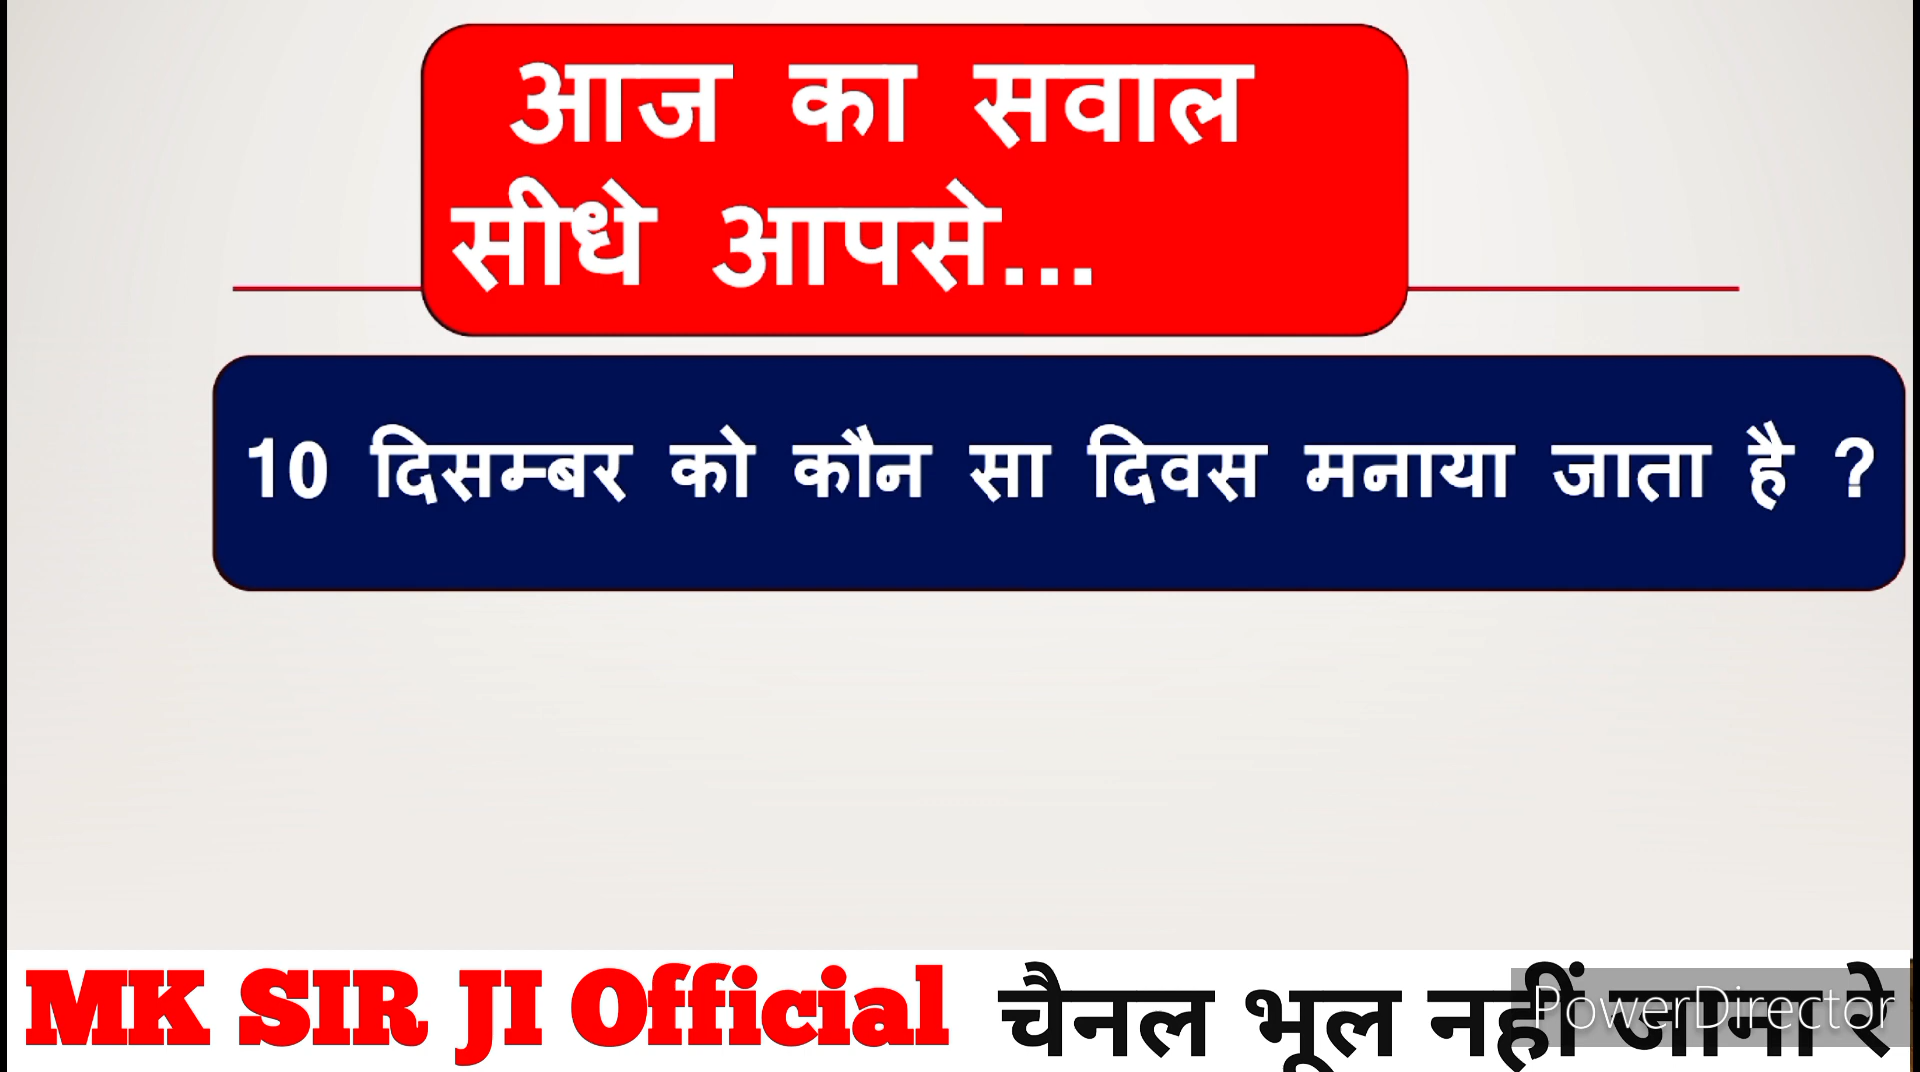 आज का सवाल
सीधे आपसे...
10 दिसम्बर को कौन सा दिवस मनाया जाता है ?
MK SIR JI Official चैनल भूल नहीं जाना रे
PowerDirector